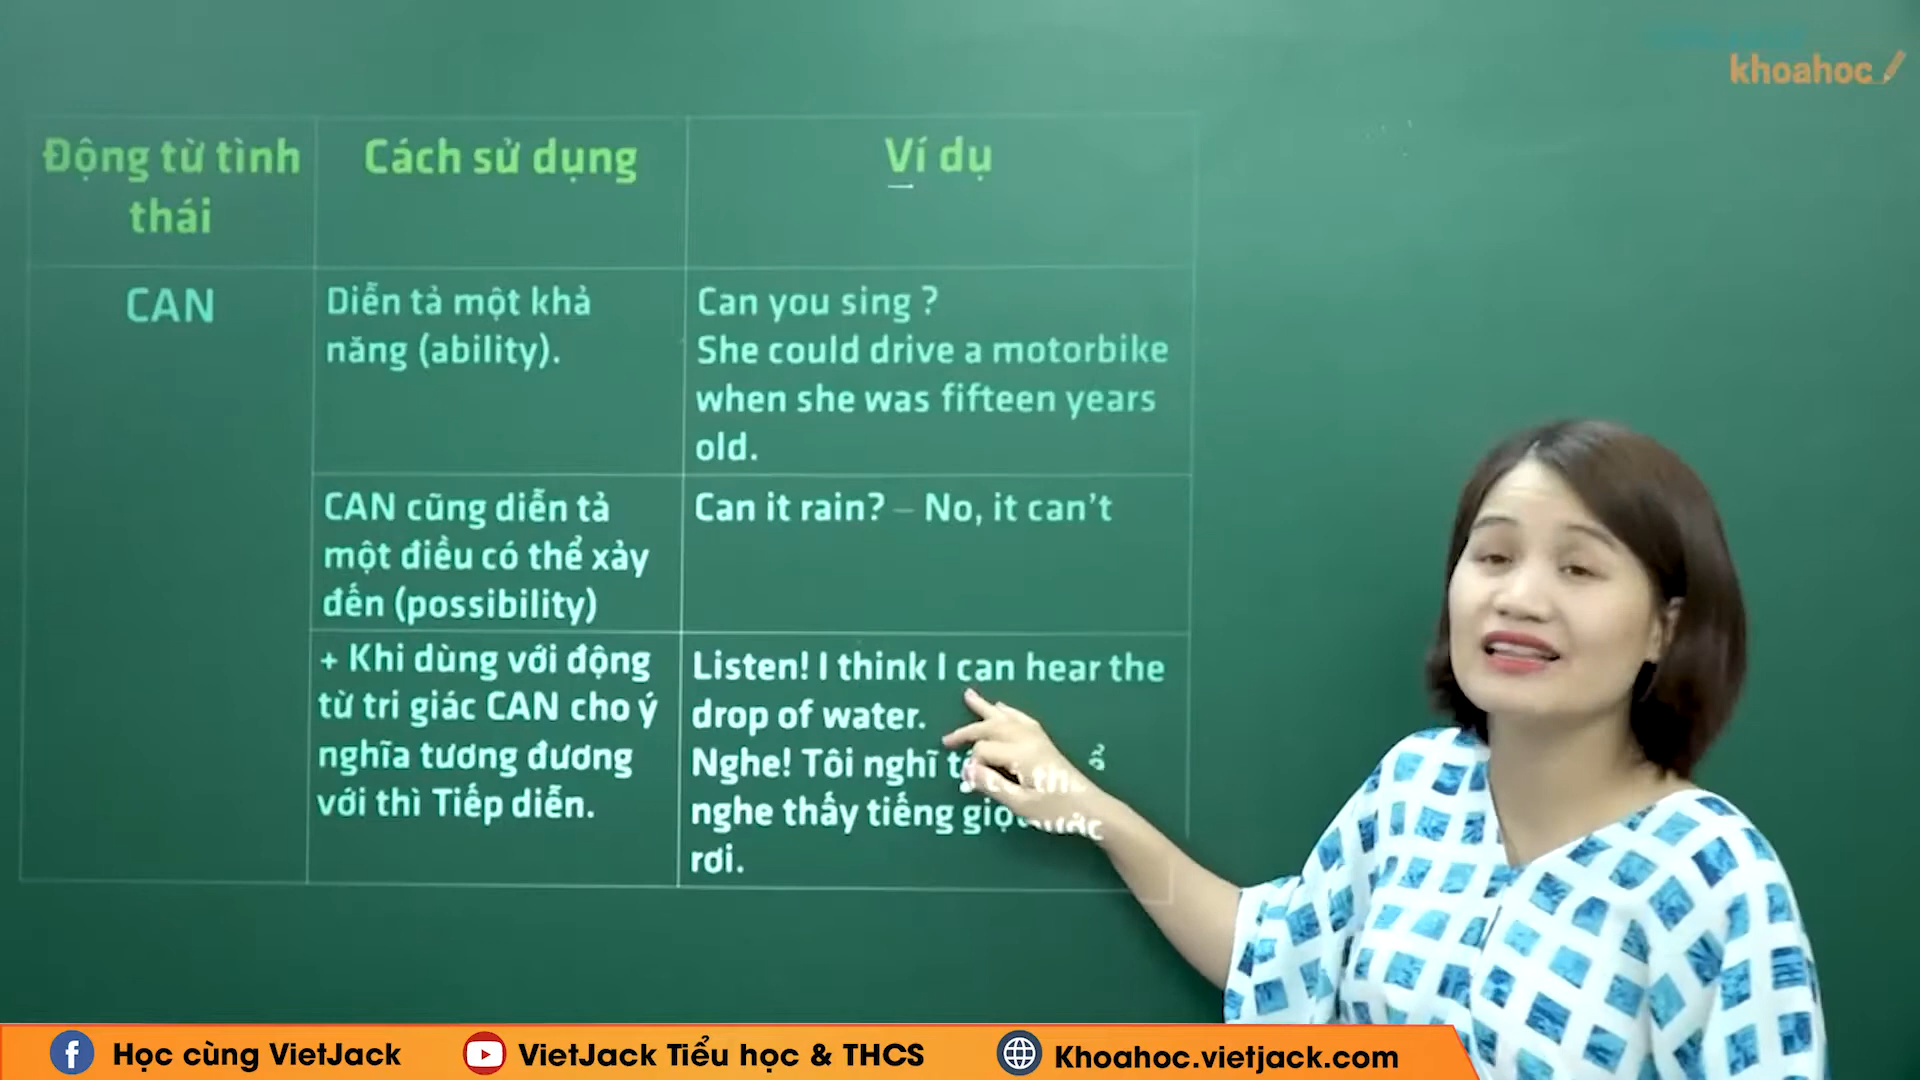 khoahoc
Động từ tình
thái
Cách sử dụng
Ví dụ
CAN
Diễn tả một khả
năng (ability).
Can you sing ?
She could drive a motorbike
when she was fifteen years
old.
CAN cũng diễn tả
một điều có thể xảy
đến (possibility)
Can it rain? – No, it can’t
+ Khi dùng với động
từ tri giác CAN cho ý
nghĩa tương đương
với thì Tiếp diễn.
Listen! I think I can hear the
drop of water.
Nghe! Tôi nghĩ
nghe thấy tiếng
rơi.
Học cùng VietJack
VietJack Tiểu học & THCS
Khoahoc.vietjack.com